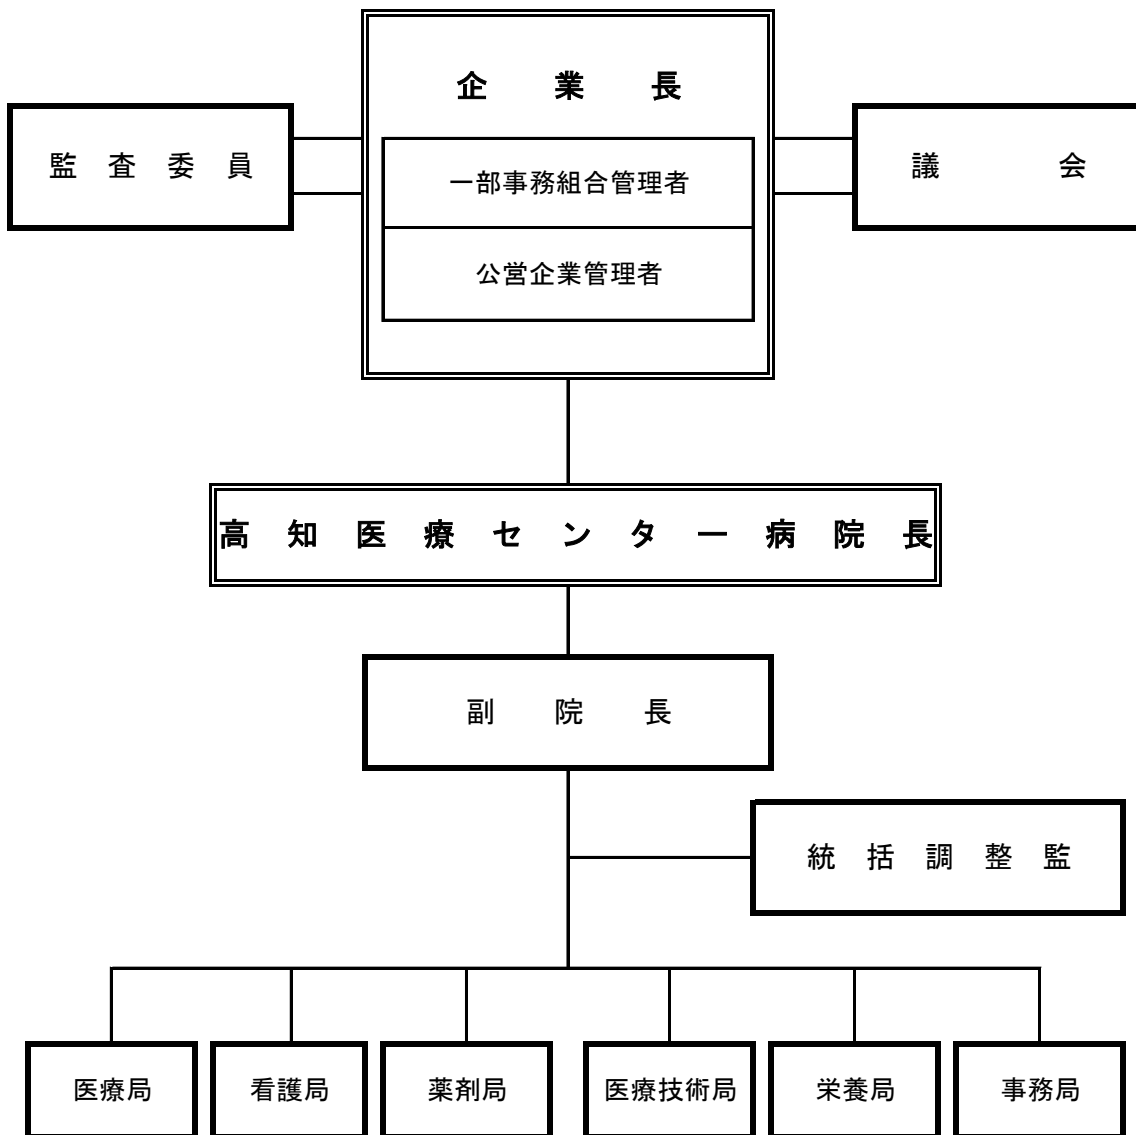 企業長
監査委員
議会
一部事務組合管理者
公営企業管理者
高知医療センター病院長
副院長
統括調整監
医療局
看護局
薬剤局
医療技術局
栄養局
事務局